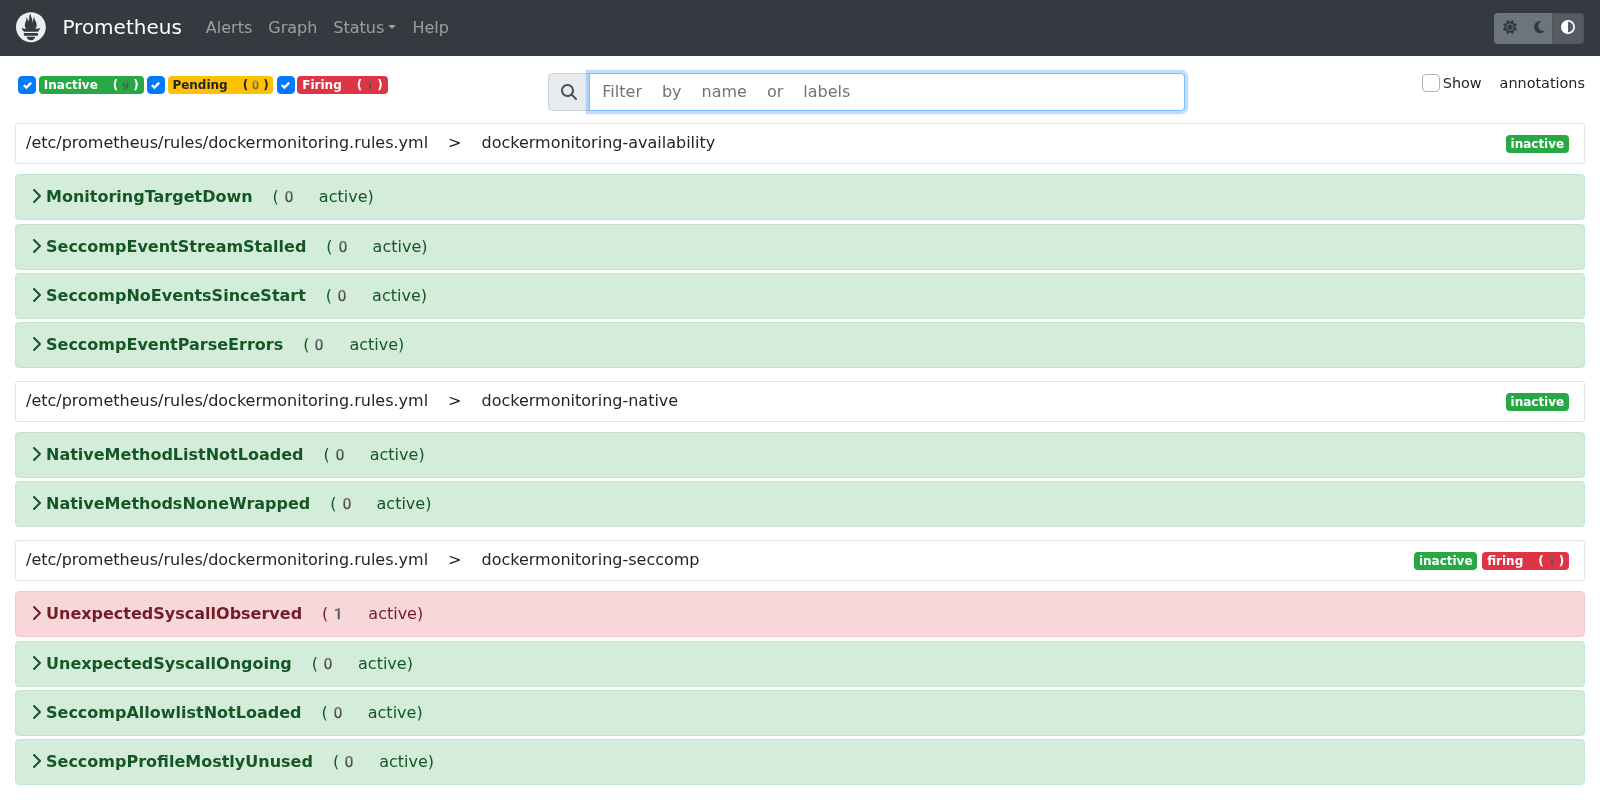 Prometheus Alerts Graph Status Help
Inactive (9) Pending (0) Firing (1)
Filter by name or labels
Show annotations
/etc/prometheus/rules/dockermonitoring.rules.yml > dockermonitoring-availability
inactive
MonitoringTargetDown (0 active)
SeccompEventStreamStalled (0 active)
SeccompNoEventsSinceStart (0 active)
SeccompEventParseErrors (0 active)
/etc/prometheus/rules/dockermonitoring.rules.yml > dockermonitoring-native
inactive
NativeMethodListNotLoaded (0 active)
NativeMethodsNoneWrapped (0 active)
/etc/prometheus/rules/dockermonitoring.rules.yml > dockermonitoring-seccomp
inactive firing (1)
UnexpectedSyscallObserved (1 active)
UnexpectedSyscallOngoing (0 active)
SeccompAllowlistNotLoaded (0 active)
SeccompProfileMostlyUnused (0 active)